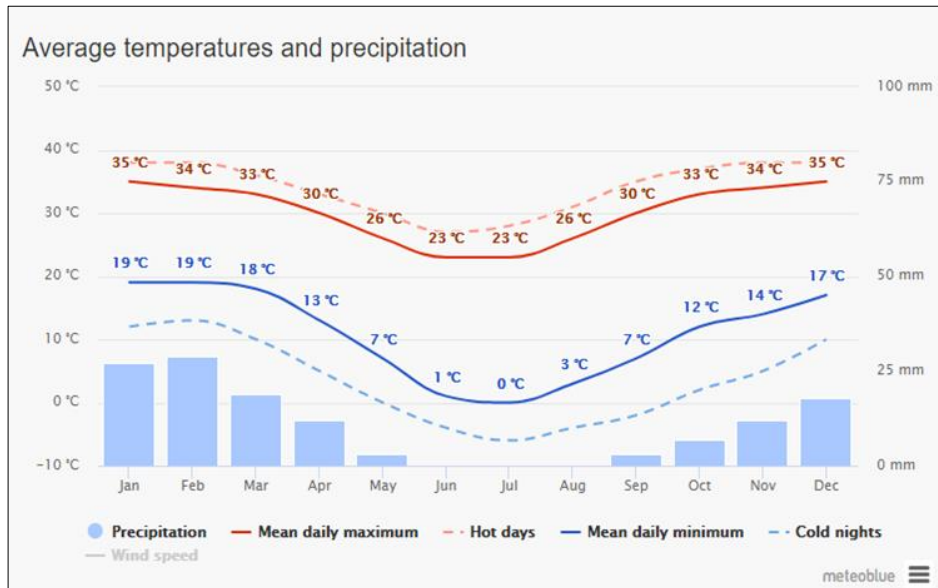 Average temperatures and precipitation
50 °C 100 mm
40 °C
35 °C 34 °C 33 °C 30 °C 26 °C 23 °C 23 °C 26 °C 30 °C 33 °C 34 °C 35 °C
75 mm
30 °C
19 °C 19 °C 18 °C 13 °C 7 °C 1 °C 0 °C 3 °C 7 °C 12 °C 14 °C 17 °C
20 °C 50 mm
10 °C
25 mm
0 °C
-10 °C 0 mm
Jan Feb Mar Apr May Jun Jul Aug Sep Oct Nov Dec
Precipitation Mean daily maximum Hot days Mean daily minimum Cold nights
Wind speed
meteoblue